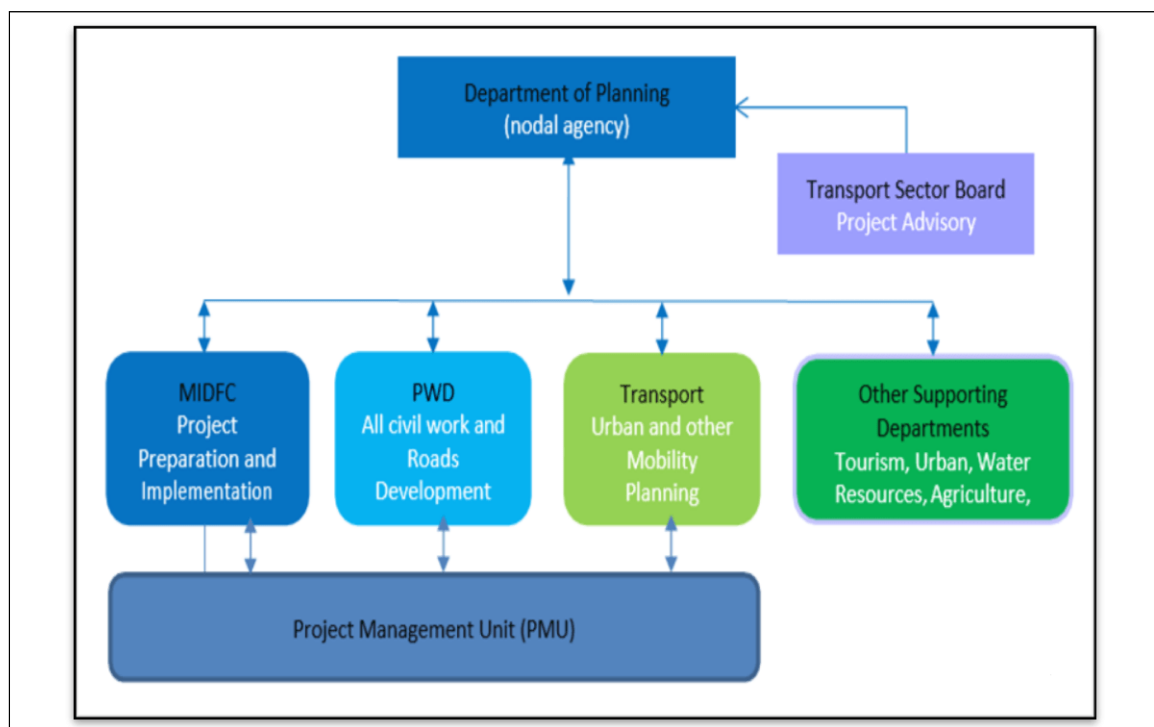 Department of Planning
(nodal agency)
Transport Sector Board
Project Advisory
MIDFC
Project
Preparation and
Implementation
PWD
All civil work and
Roads
Development
Transport
Urban and other
Mobility
Planning
Other Supporting
Departments
Tourism, Urban, Water
Resources, Agriculture,
Project Management Unit (PMU)